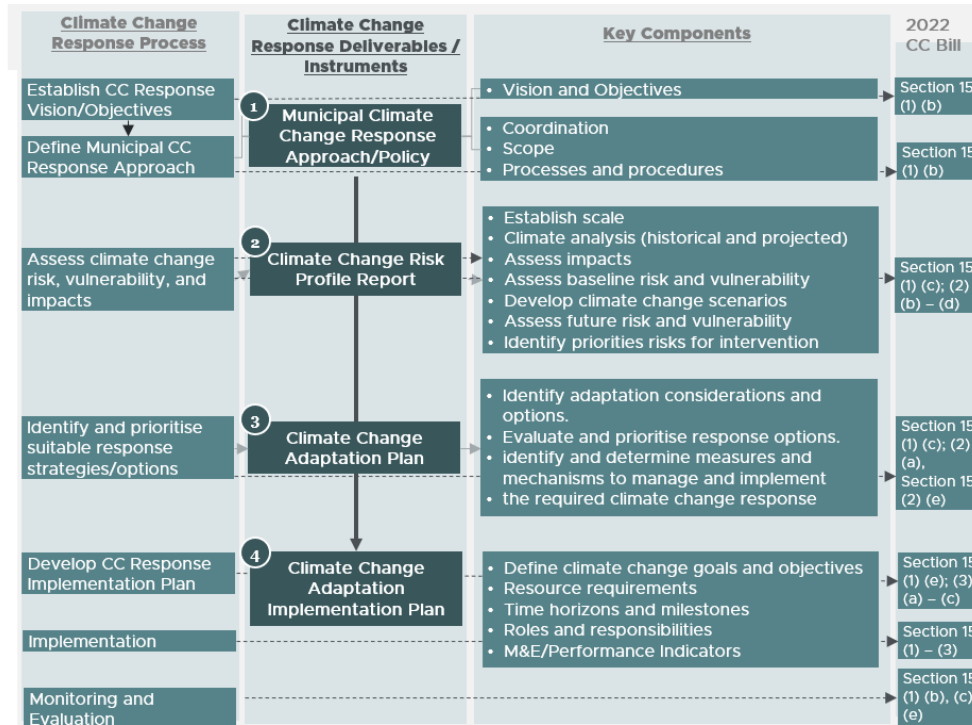 Climate Change
Response Process
Climate Change
Response Deliverables /
Instruments
Key Components
2022
CC Bill
Establish CC Response
Vision/Objectives
Define Municipal CC
Response Approach
1
Municipal Climate
Change Response
Approach/Policy
• Vision and Objectives
• Coordination
• Scope
• Processes and procedures
Section 15
(1) (b)
Section 15
(1) (b)
Assess climate change
risk, vulnerability, and
impacts
2
Climate Change Risk
Profile Report
• Establish scale
• Climate analysis (historical and projected)
• Assess impacts
• Assess baseline risk and vulnerability
• Develop climate change scenarios
• Assess future risk and vulnerability
• Identify priorities risks for intervention
Section 15
(1) (c); (2)
(b) – (d)
Identify and prioritise
suitable response
strategies/options
3
Climate Change
Adaptation Plan
• Identify adaptation considerations and
options.
• Evaluate and prioritise response options.
• identify and determine measures and
mechanisms to manage and implement
• the required climate change response
Section 15
(1) (c); (2)
(a),
Section 15
(2) (e)
Develop CC Response
Implementation Plan
4
Climate Change
Adaptation
Implementation Plan
• Define climate change goals and objectives
• Resource requirements
• Time horizons and milestones
• Roles and responsibilities
• M&E/Performance Indicators
Section 15
(1) (e); (3)
(a) – (c)
Implementation
Section 15
(1) – (3)
Monitoring and
Evaluation
Section 15
(1) (b), (c)
(e)